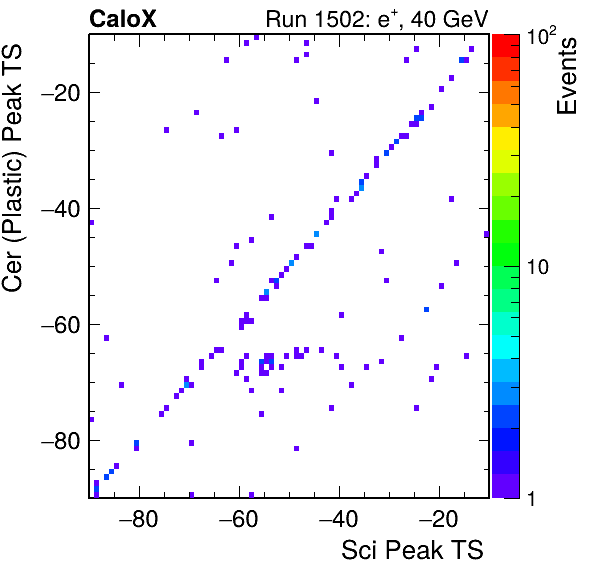 CaloX Run 1502: e⁺, 40 GeV
Cer (Plastic) Peak TS
−20
−40
−60
−80
−80 −60 −40 −20
Sci Peak TS
10²
10
1
Events